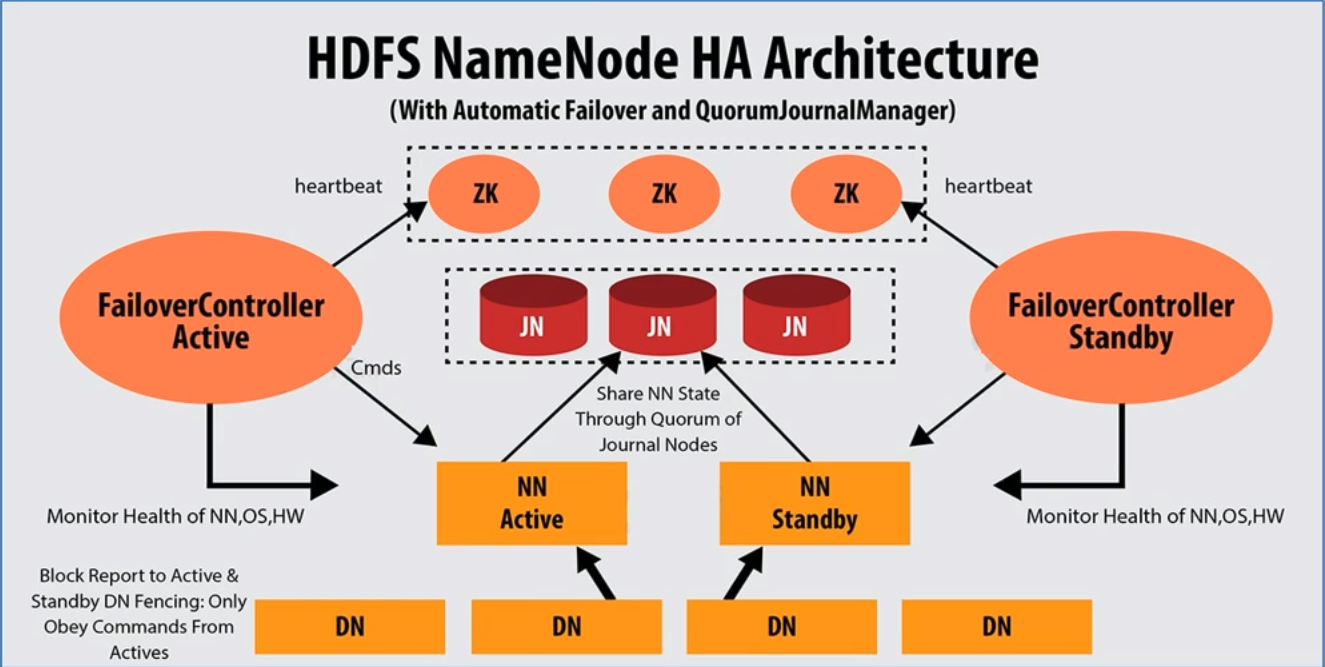 HDFS NameNode HA Architecture
(With Automatic Failover and QuorumJournalManager)
heartbeat
ZK
ZK
ZK
heartbeat
FailoverController
Active
JN
JN
JN
FailoverController
Standby
Cmds
Share NN State
Through Quorum of
Journal Nodes
NN
Active
NN
Standby
Monitor Health of NN,OS,HW
Monitor Health of NN,OS,HW
Block Report to Active &
Standby DN Fencing: Only
Obey Commands From
Actives
DN
DN
DN
DN